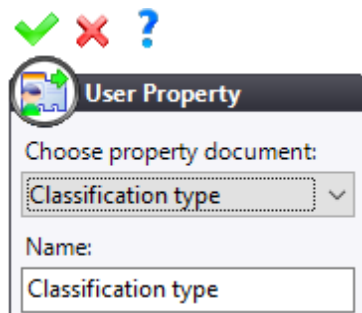 User Property
Choose property document:
Classification type
Name:
Classification type